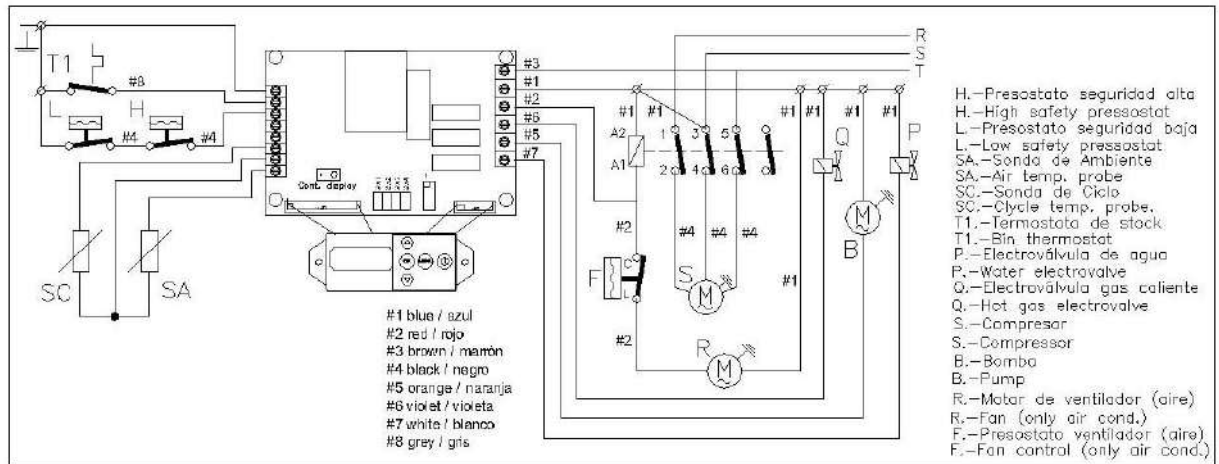 T1
#8
L
H
#4
#4
SC
SA
Cont. display
#3
#1
#2
#6
#5
#7
R
S
T
#1
#1
#1
#1
#1
#1
A2
A1
1
3
5
2
4
6
Q
P
B
#2
#4
#4
#4
#1
F
C
L
S
M
M
#2
R
M
#1 blue / azul
#2 red / rojo
#3 brown / marrón
#4 black / negro
#5 orange / naranja
#6 violet / violeta
#7 white / blanco
#8 grey / gris
H.-Presostato seguridad alta
H.-High safety pressostat
L.-Presostato seguridad baja
L.-Low safety pressostat
SA.-Sonda de Ambiente
SA.-Air temp. probe
SC.-Sonda de Ciclo
SC.-Clycle temp. probe.
T1.-Termostato de stock
T1.-Bin thermostat
P.-Electroválvula de agua
P.-Water electrovalve
Q.-Electroválvula gas caliente
Q.-Hot gas electrovalve
S.-Compresor
S.-Compressor
B.-Bomba
B.-Pump
R.-Motor de ventilador (aire)
R.-Fan (only air cond.)
F.-Presostato ventilador (aire)
F.-Fan control (only air cond.)